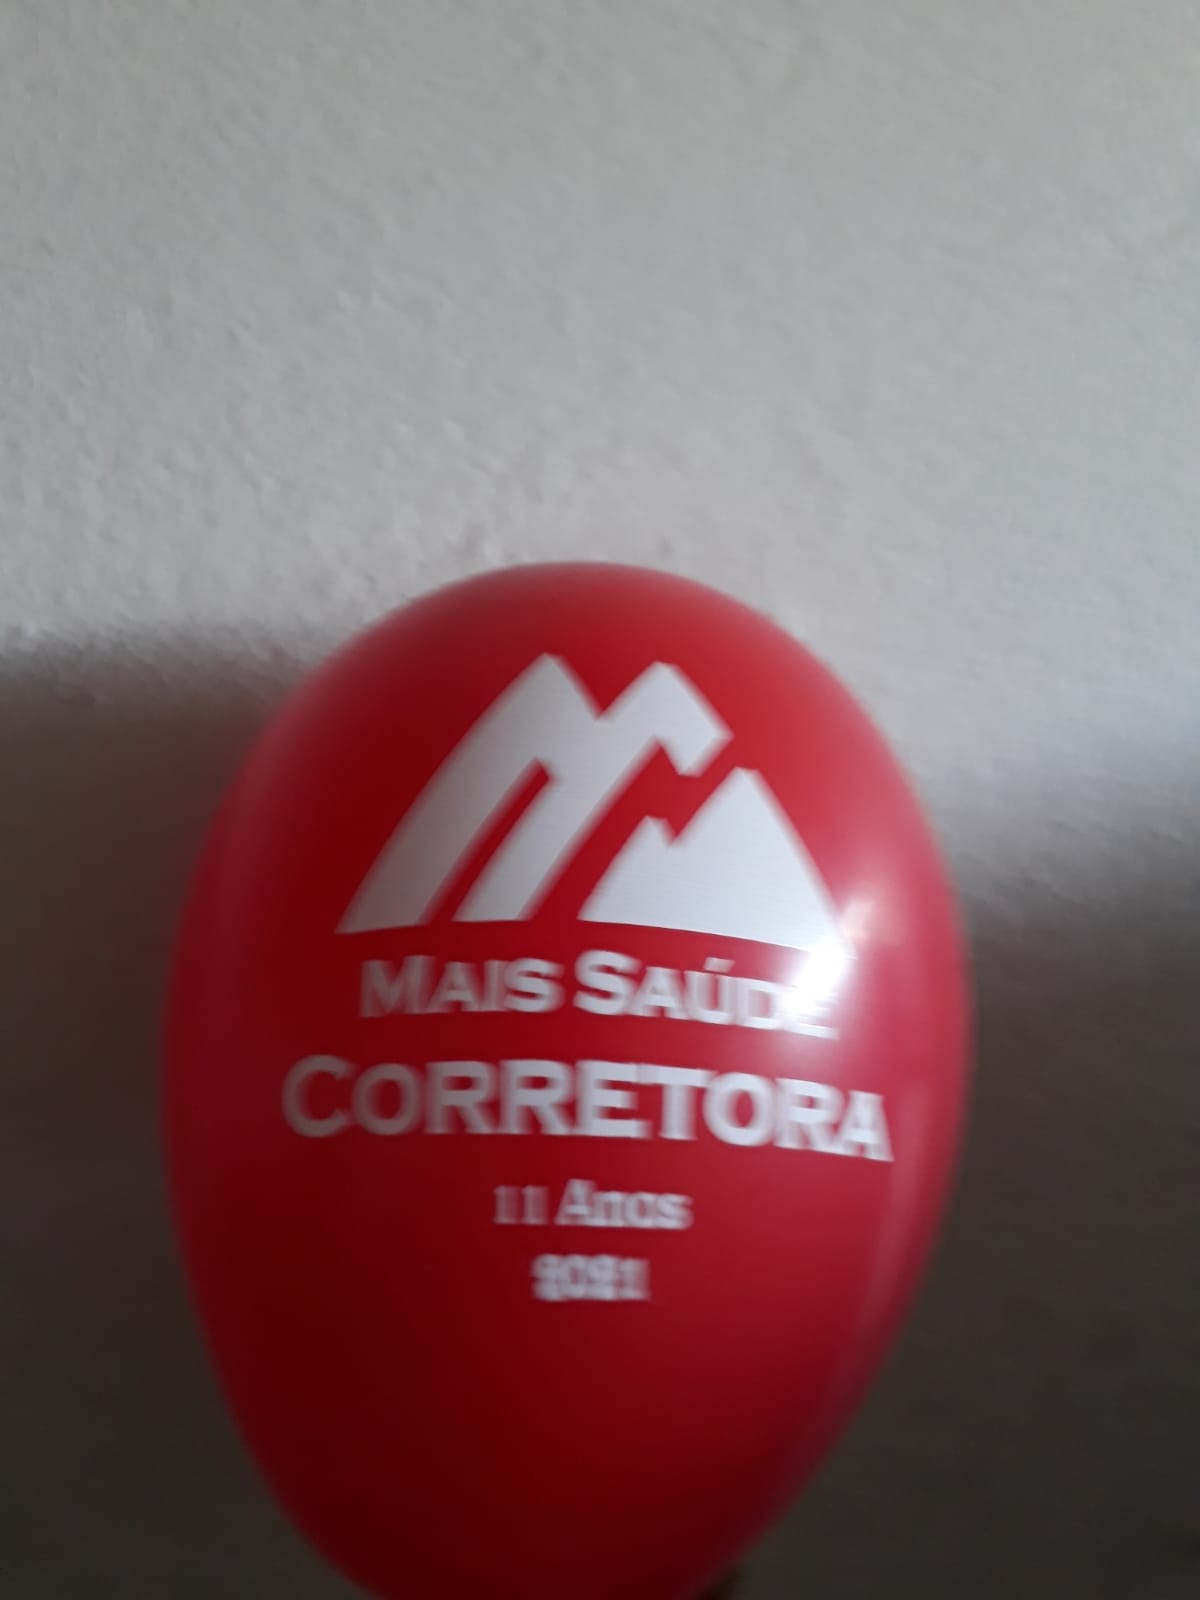 Mais Saúde
Corretora
11 Anos
2021